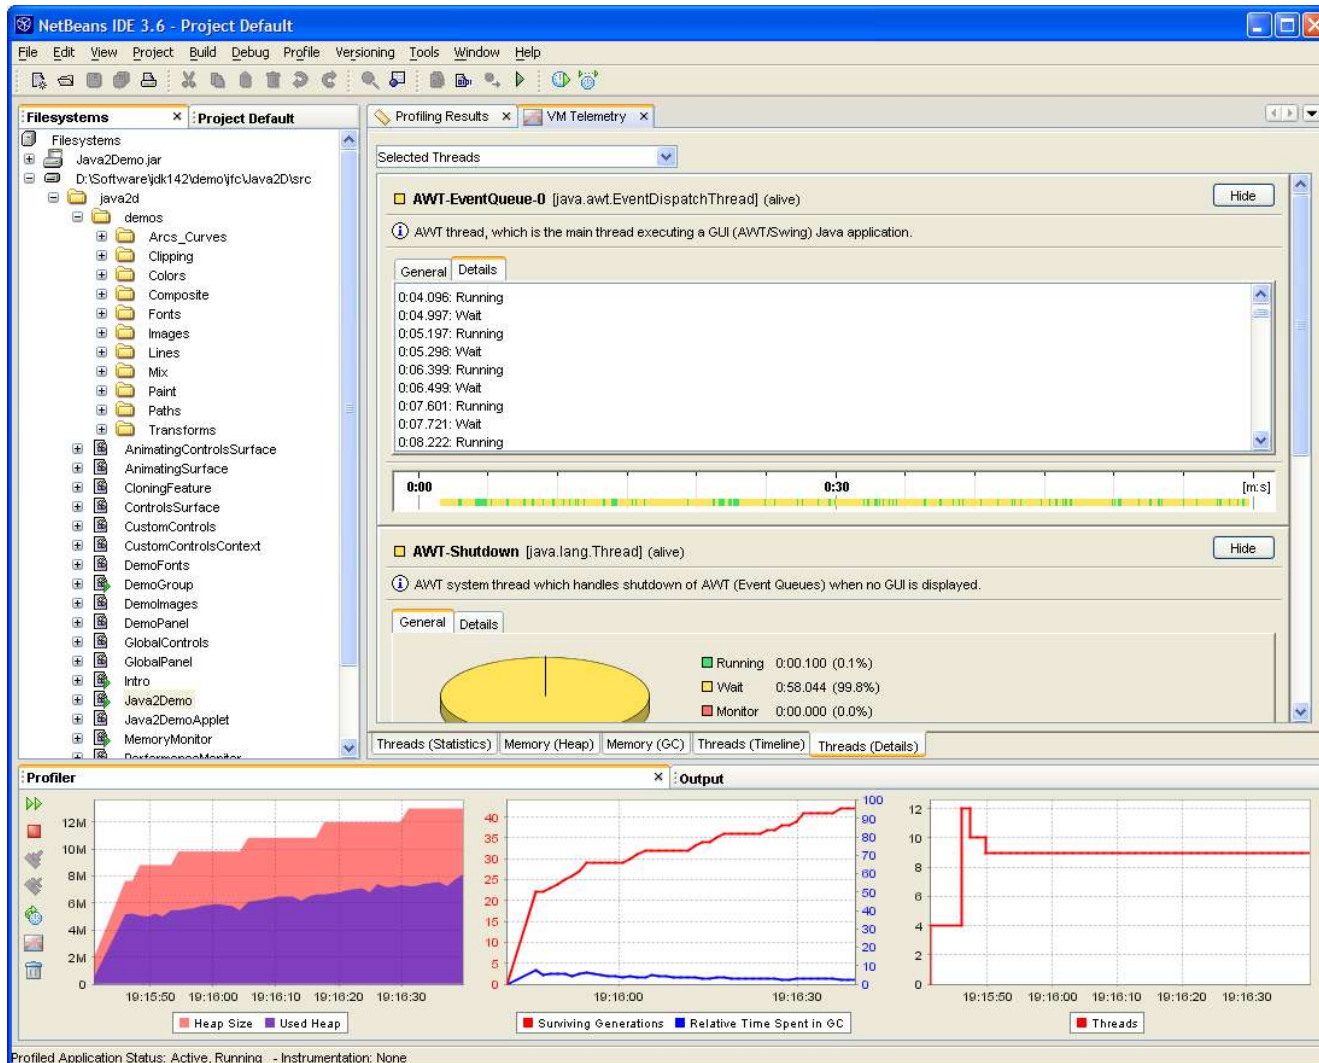 NetBeans IDE 3.6 - Project Default
File Edit View Project Build Debug Profile Versioning Tools Window Help
Filesystems
Project Default
Filesystems
Java2Demo.jar
D:\Software\jdk142\demo\jfc\Java2D\src
java2d
demos
Arcs_Curves
Clipping
Colors
Composite
Fonts
Images
Lines
Mix
Paint
Paths
Transforms
AnimatingControlsSurface
AnimatingSurface
CloningFeature
ControlsSurface
CustomControls
CustomControlsContext
DemoFonts
DemoGroup
DemoImages
DemoPanel
GlobalControls
GlobalPanel
Intro
Java2Demo
Java2DemoApplet
MemoryMonitor
PerformanceMonitor
Profiling Results
VM Telemetry
Selected Threads
AWT-EventQueue-0 [java.awt.EventDispatchThread] (alive)
Hide
AWT thread, which is the main thread executing a GUI (AWT/Swing) Java application.
General Details
0:04.096: Running
0:04.997: Wait
0:05.197: Running
0:05.298: Wait
0:06.399: Running
0:06.499: Wait
0:07.601: Running
0:07.721: Wait
0:08.222: Running
0:00 0:30 [m:s]
AWT-Shutdown [java.lang.Thread] (alive)
Hide
AWT system thread which handles shutdown of AWT (Event Queues) when no GUI is displayed.
General Details
Running 0:00.100 (0.1%)
Wait 0:58.044 (99.8%)
Monitor 0:00.000 (0.0%)
Threads (Statistics) Memory (Heap) Memory (GC) Threads (Timeline) Threads (Details)
Profiler
Output
12M
10M
8M
6M
4M
2M
0
19:15:50 19:16:00 19:16:10 19:16:20 19:16:30
Heap Size Used Heap
40
35
30
25
20
15
10
5
0
100
90
80
70
60
50
40
30
20
10
0
19:16:00 19:16:30
Surviving Generations Relative Time Spent in GC
12
10
8
6
4
2
0
19:15:50 19:16:00 19:16:10 19:16:20 19:16:30
Threads
Profiled Application Status: Active, Running - Instrumentation: None